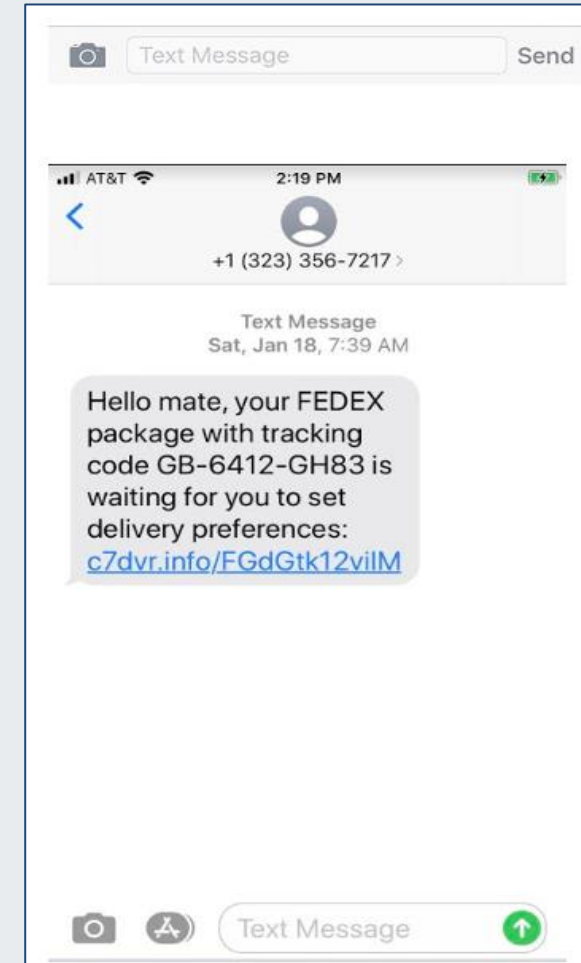 Text Message Send
AT&T 2:19 PM
+1 (323) 356-7217 >
Text Message
Sat, Jan 18, 7:39 AM
Hello mate, your FEDEX
package with tracking
code GB-6412-GH83 is
waiting for you to set
delivery preferences:
c7dvr.info/FGdGtk12vilM
Text Message